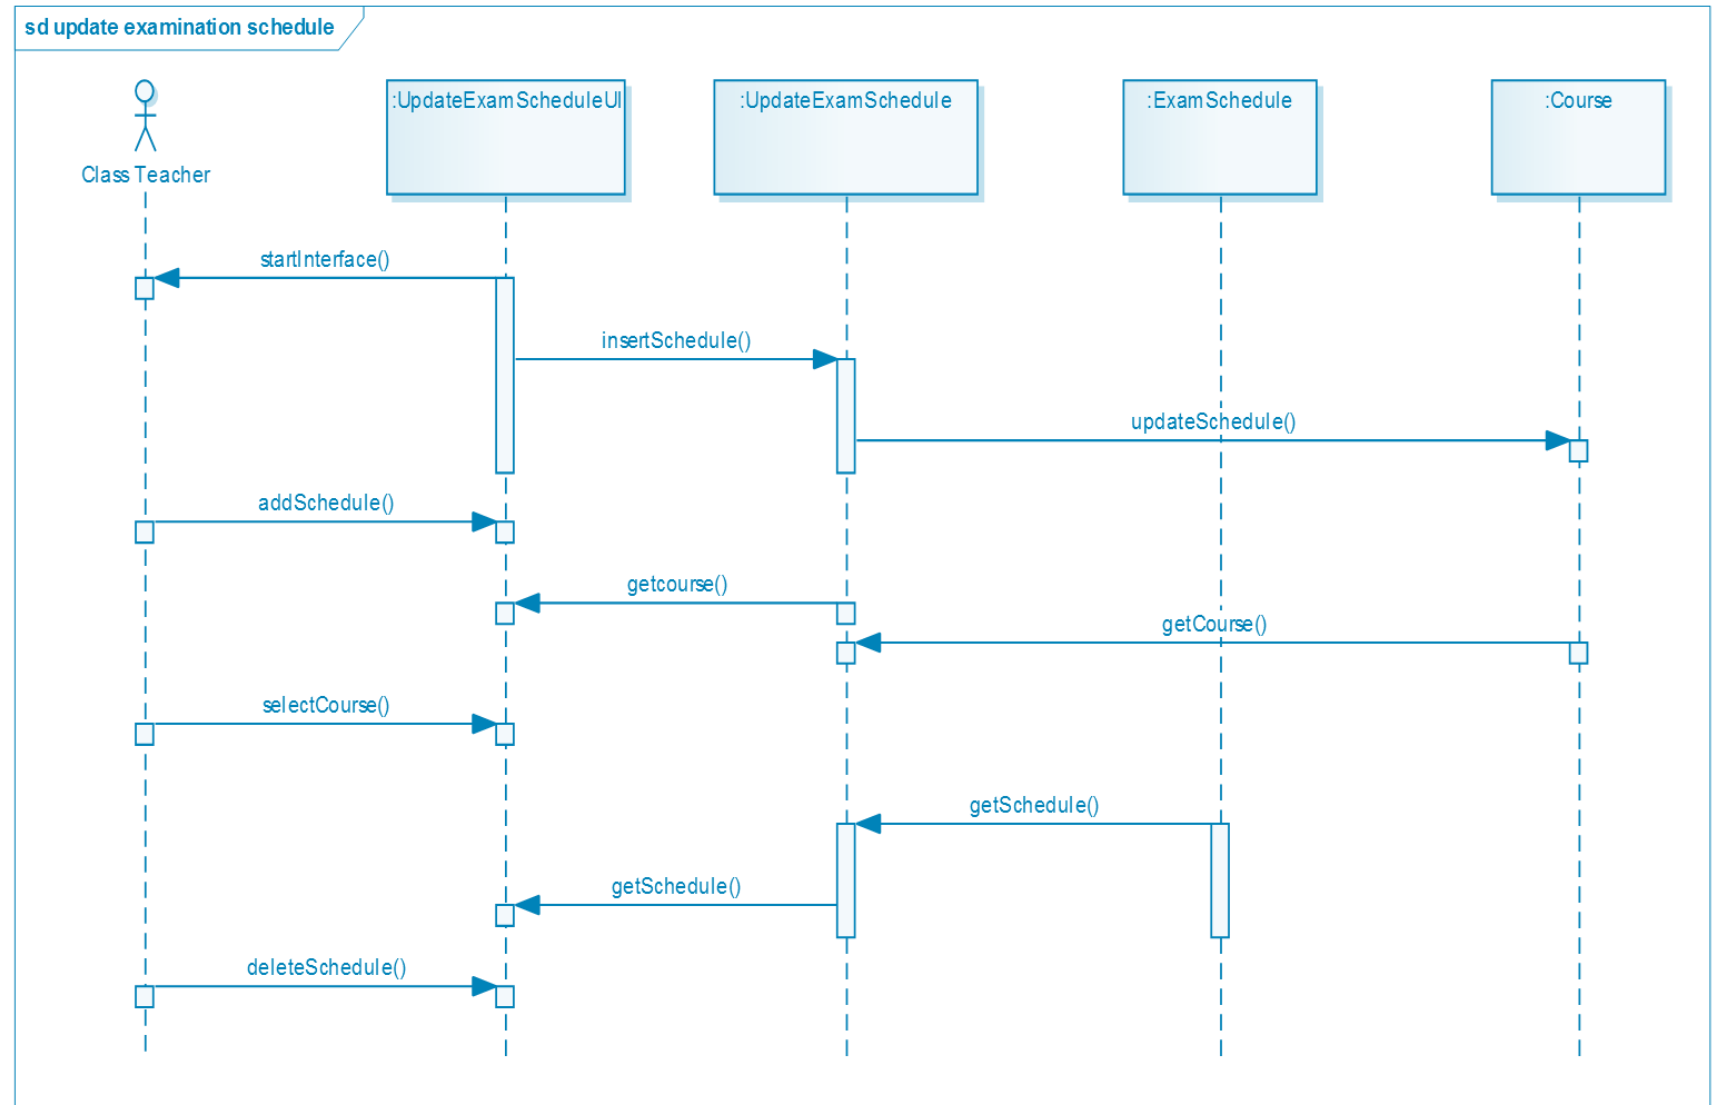 sd update examination schedule
:UpdateExamScheduleUI
:UpdateExamSchedule
:ExamSchedule
:Course
Class Teacher
startInterface()
insertSchedule()
updateSchedule()
addSchedule()
getcourse()
getCourse()
selectCourse()
getSchedule()
getSchedule()
deleteSchedule()